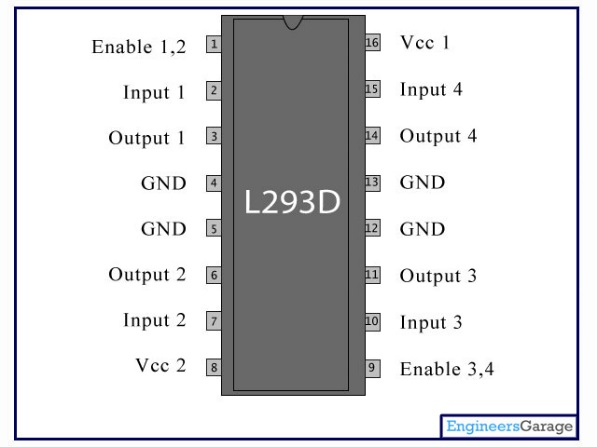 Enable 1,2 1 16 Vcc 1
Input 1 2 15 Input 4
Output 1 3 14 Output 4
GND 4 13 GND
L293D
GND 5 12 GND
Output 2 6 11 Output 3
Input 2 7 10 Input 3
Vcc 2 8 9 Enable 3,4
EngineersGarage